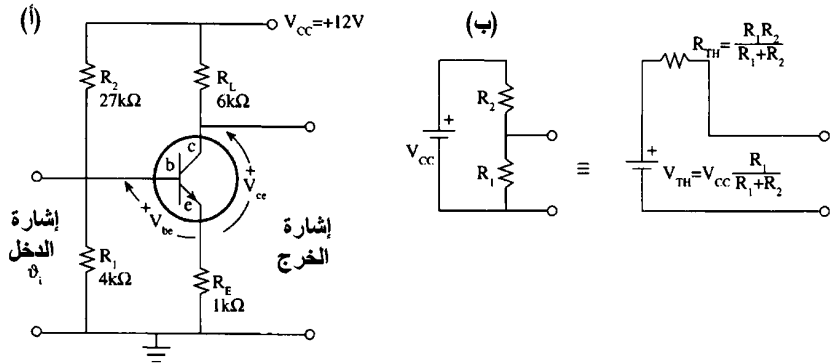 (أ)
V_CC=+12V
R_2
27kΩ
R_L
6kΩ
c
b
e
+
V_ce
+
V_be
إشارة
الدخل
ϑ_i
إشارة
الخرج
R_1
4kΩ
R_E
1kΩ
(ب)
+
V_CC
R_2
R_1
≡
R_TH = R_1R_2 / R_1+R_2
+
V_TH=V_CC R_1 / R_1+R_2